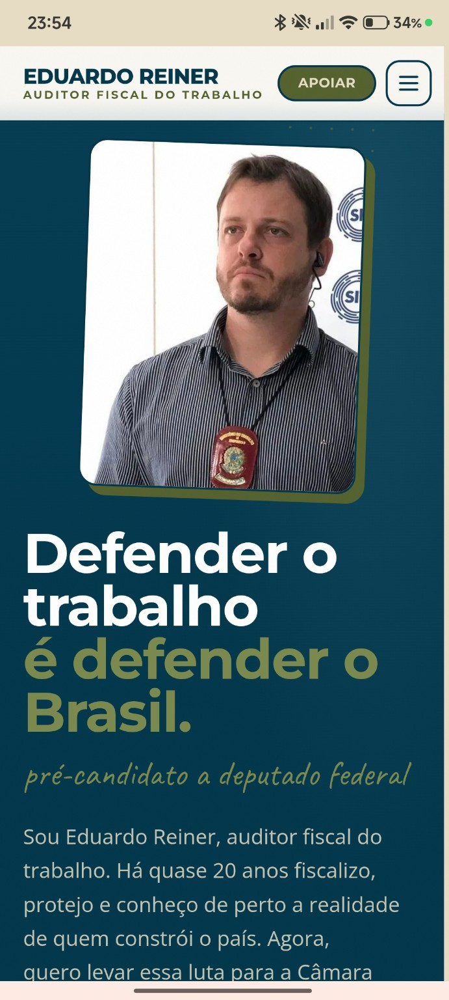 23:54
34%
EDUARDO REINER
AUDITOR FISCAL DO TRABALHO
APOIAR
SI
SI
Defender o
trabalho
é defender o
Brasil.
pré-candidato a deputado federal
Sou Eduardo Reiner, auditor fiscal do
trabalho. Há quase 20 anos fiscalizo,
protejo e conheço de perto a realidade
de quem constrói o país. Agora,
quero levar essa luta para a Câmara